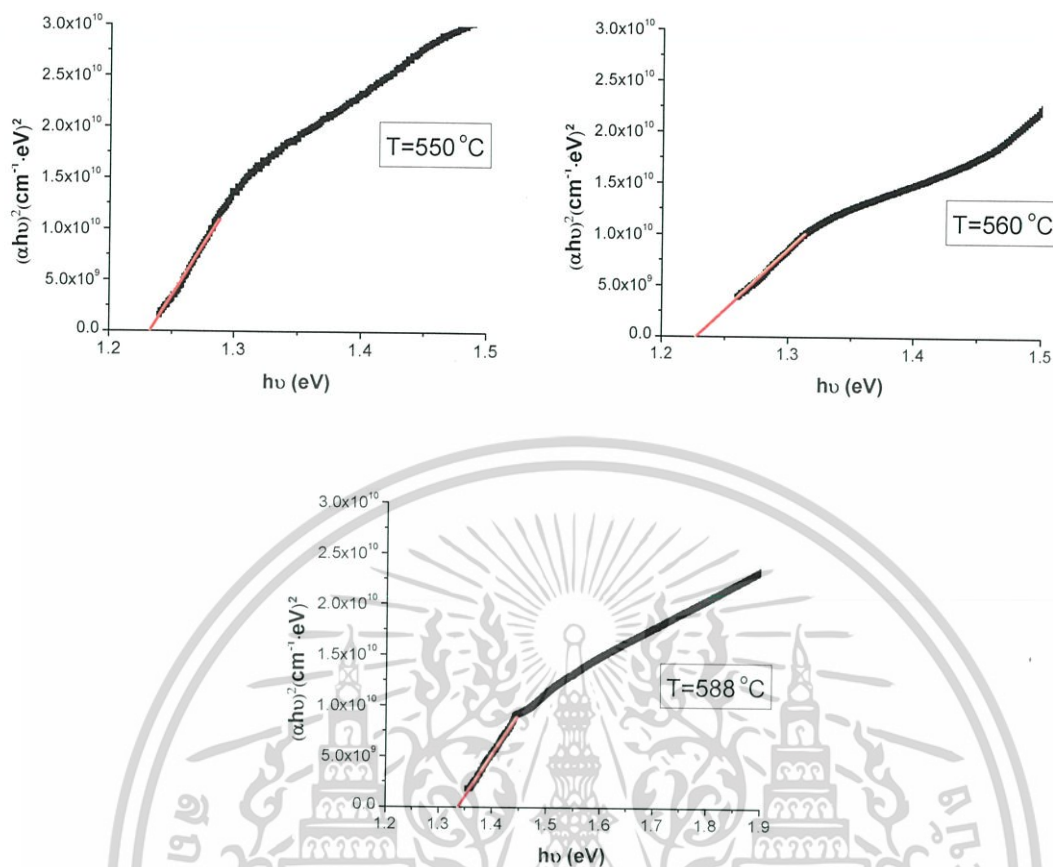 3.0x10¹⁰
2.5x10¹⁰
2.0x10¹⁰
1.5x10¹⁰
1.0x10¹⁰
5.0x10⁹
0.0
(αhυ)²(cm⁻¹·eV)²
T=550 °C
1.2 1.3 1.4 1.5
hυ (eV)
3.0x10¹⁰
2.5x10¹⁰
2.0x10¹⁰
1.5x10¹⁰
1.0x10¹⁰
5.0x10⁹
0.0
(αhυ)²(cm⁻¹·eV)²
T=560 °C
1.2 1.3 1.4 1.5
hυ (eV)
3.0x10¹⁰
2.5x10¹⁰
2.0x10¹⁰
1.5x10¹⁰
1.0x10¹⁰
5.0x10⁹
0.0
(αhυ)²(cm⁻¹·eV)²
T=588 °C
1.2 1.3 1.4 1.5 1.6 1.7 1.8 1.9
hυ (eV)